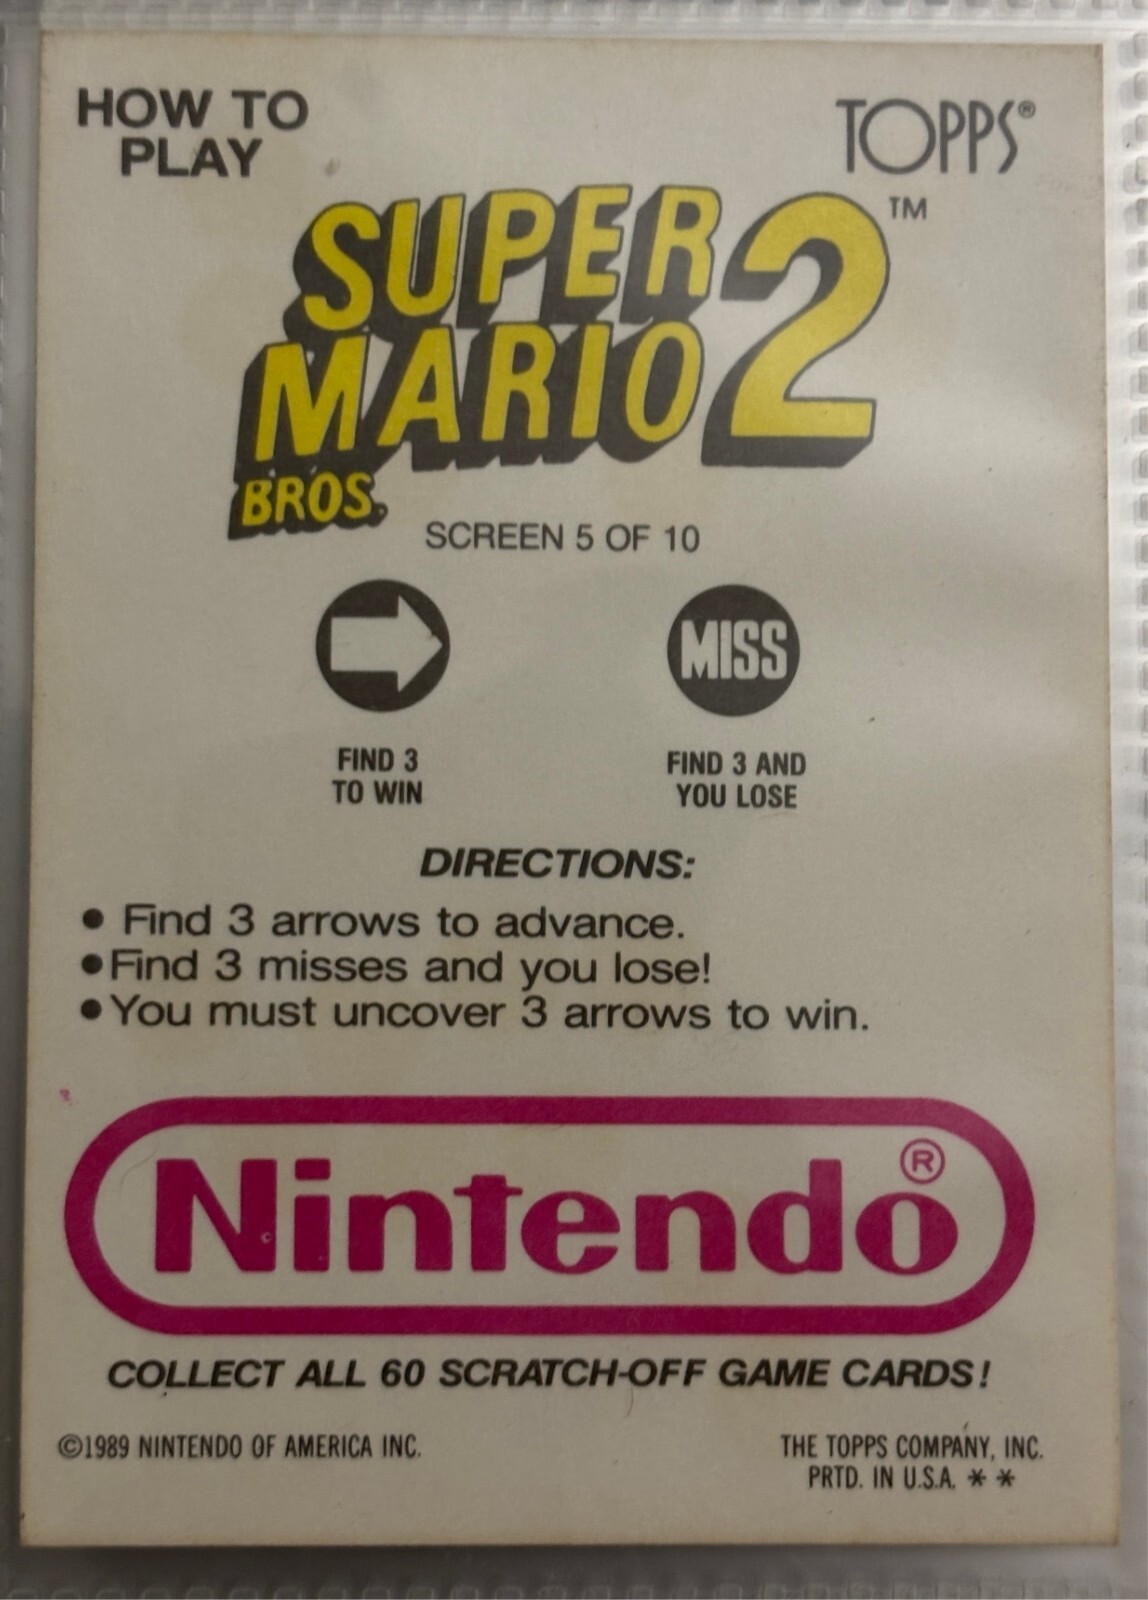 HOW TO
PLAY
TOPPS®
SUPER
MARIO
BROS. 2 ™
SCREEN 5 OF 10
MISS
FIND 3
TO WIN
FIND 3 AND
YOU LOSE
DIRECTIONS:
● Find 3 arrows to advance.
● Find 3 misses and you lose!
● You must uncover 3 arrows to win.
Nintendo®
COLLECT ALL 60 SCRATCH-OFF GAME CARDS!
©1989 NINTENDO OF AMERICA INC.
THE TOPPS COMPANY, INC.
PRTD. IN U.S.A. * *